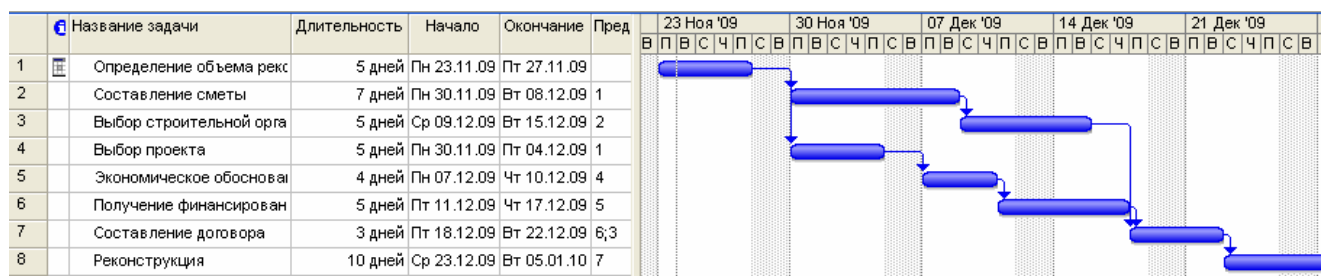 Название задачи Длительность Начало Окончание Пред 23 Ноя '09 30 Ноя '09 07 Дек '09 14 Дек '09 21 Дек '09
В П В С Ч П С В П В С Ч П С В П В С Ч П С В П В С Ч П С В П В С Ч П С В
1 Определение объема реко 5 дней Пн 23.11.09 Пт 27.11.09
2 Составление сметы 7 дней Пн 30.11.09 Вт 08.12.09 1
3 Выбор строительной орга 5 дней Ср 09.12.09 Вт 15.12.09 2
4 Выбор проекта 5 дней Пн 30.11.09 Пт 04.12.09 1
5 Экономическое обоснова 4 дней Пн 07.12.09 Чт 10.12.09 4
6 Получение финансирован 5 дней Пт 11.12.09 Чт 17.12.09 5
7 Составление договора 3 дней Пт 18.12.09 Вт 22.12.09 6;3
8 Реконструкция 10 дней Ср 23.12.09 Вт 05.01.10 7